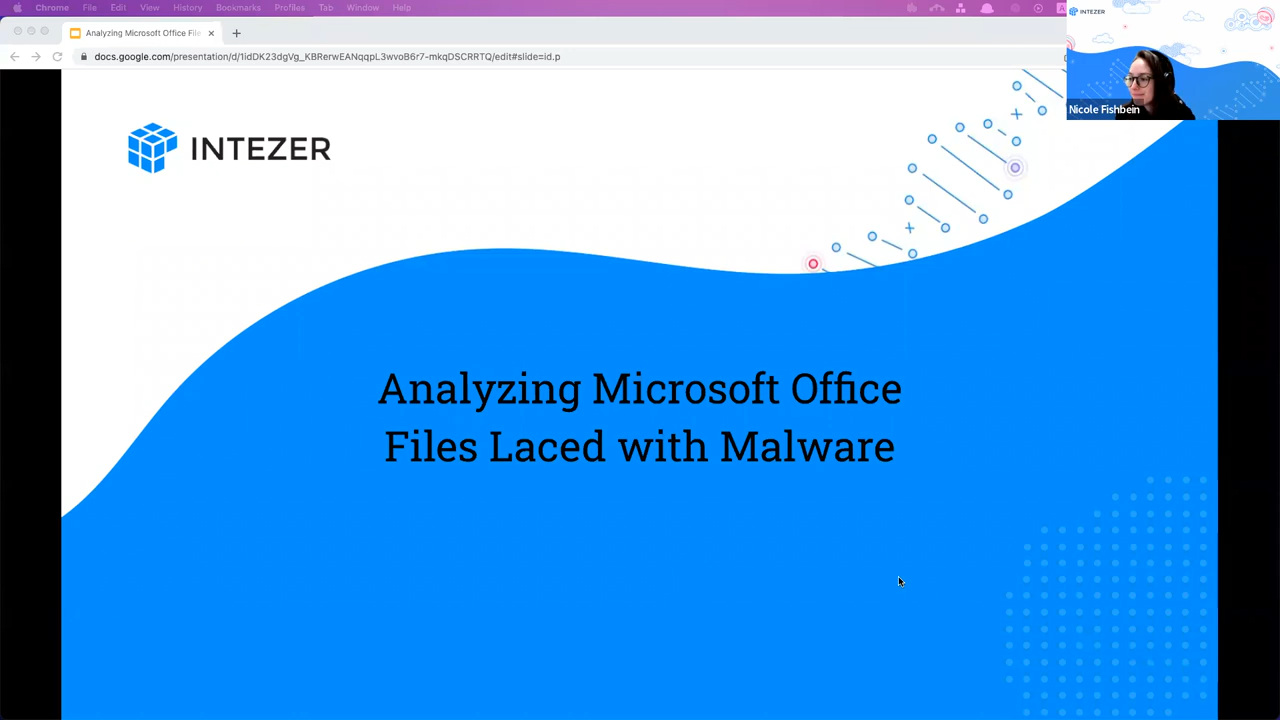 Chrome File Edit View History Bookmarks Profiles Tab Window Help
Analyzing Microsoft Office File
docs.google.com/presentation/d/1idDK23dgVg_KBRerwEANqqpL3wvoB6r7-mkqDSCRRTQ/edit#slide=id.p
INTEZER
Nicole Fishbein
INTEZER
Analyzing Microsoft Office
Files Laced with Malware